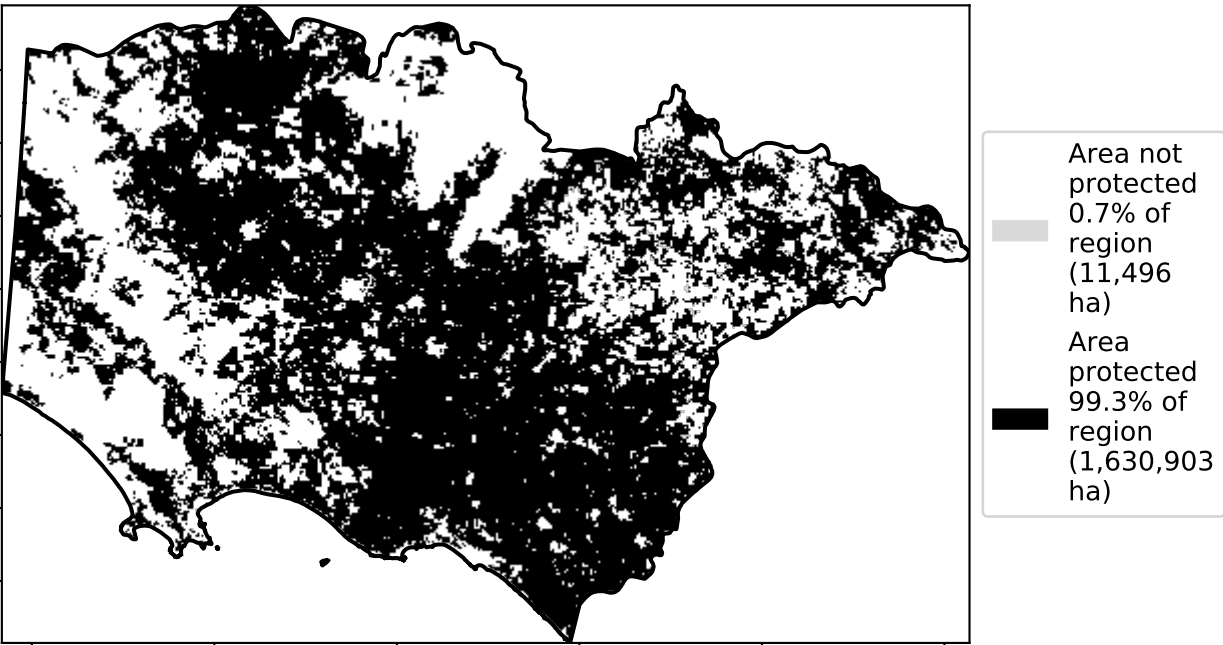 Area not
protected
0.7% of
region
(11,496
ha)
Area
protected
99.3% of
region
(1,630,903
ha)